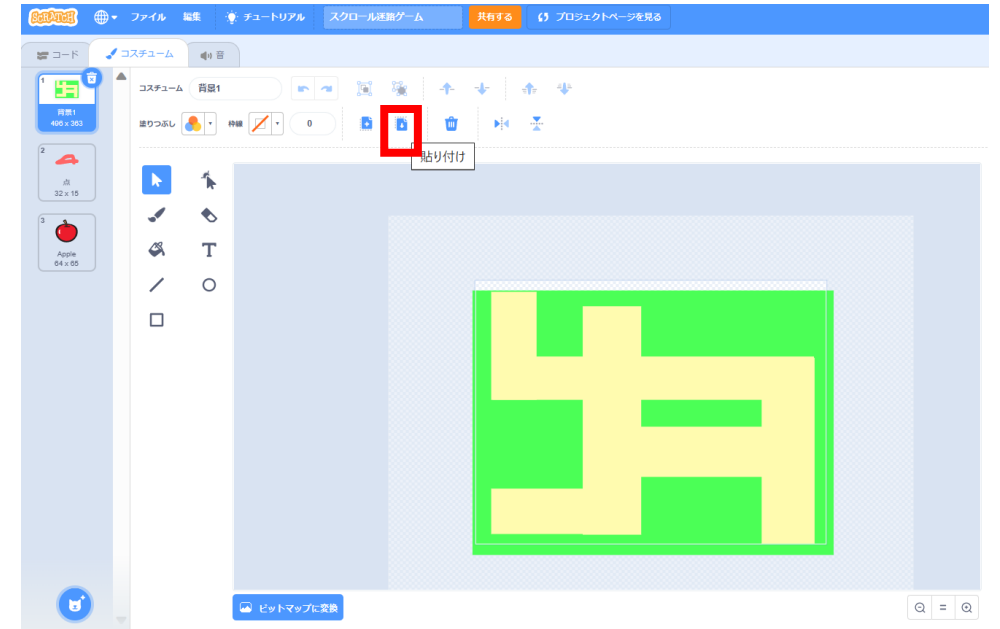 SCRATCH ファイル 編集 チュートリアル スクロール迷路ゲーム 共有する プロジェクトページを見る
コード コスチューム 音
1
背景1
406 x 363
2
点
32 x 15
3
Apple
64 x 65
コスチューム 背景1
塗りつぶし 枠線 0
貼り付け
T
ビットマップに変換